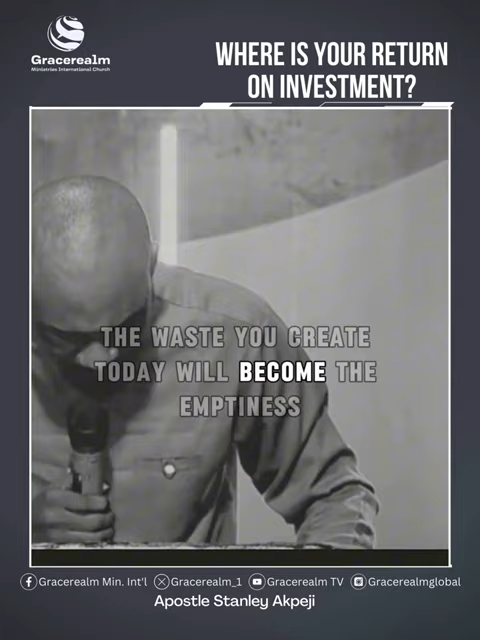 Gracerealm
Ministries International Church
WHERE IS YOUR RETURN
ON INVESTMENT?
THE WASTE YOU CREATE
TODAY WILL BECOME THE
EMPTINESS
Gracerealm Min. Int'l Gracerealm_1 Gracerealm TV Gracerealmglobal
Apostle Stanley Akpeji